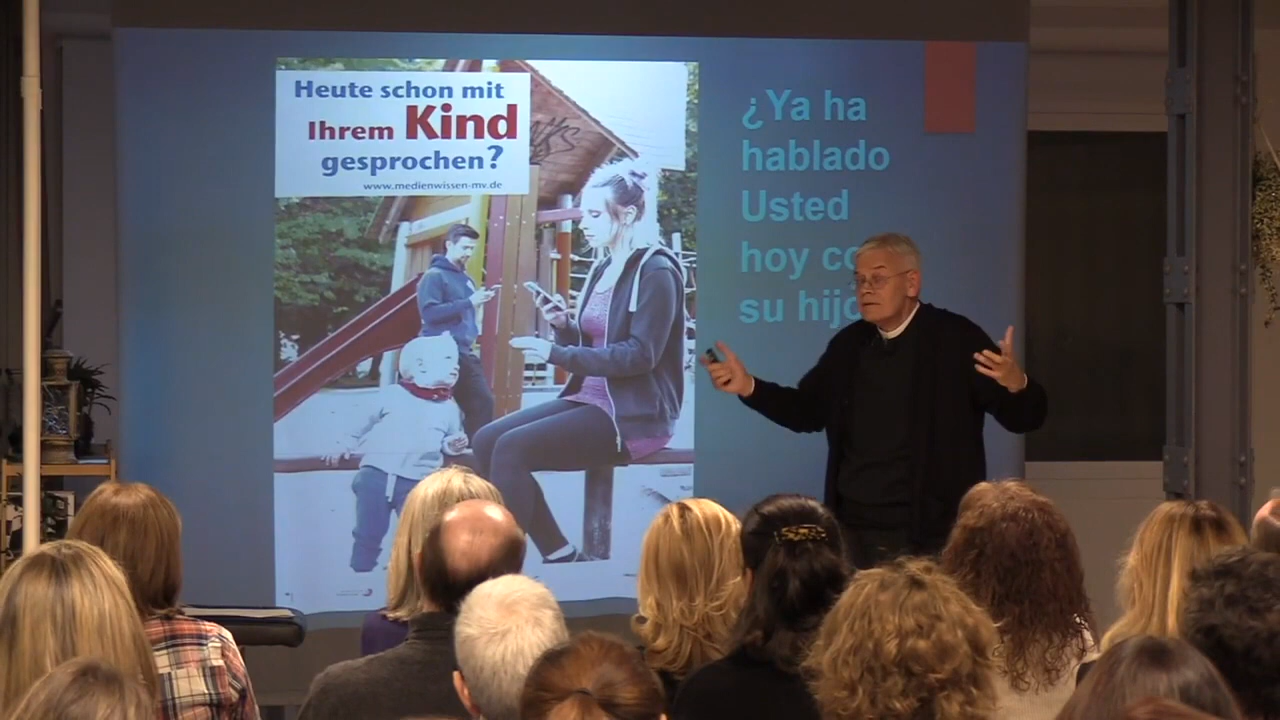 Heute schon mit
Ihrem Kind
gesprochen?
www.medienwissen-mv.de
¿Ya ha
hablado
Usted
hoy
su